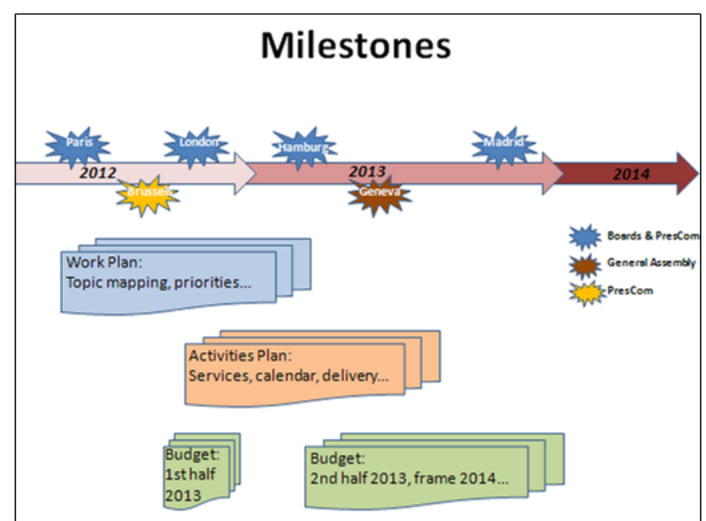 Milestones
Paris
London
Hamburg
Madrid
2012
2013
2014
Brussels
Geneva
Boards & PresCom
General Assembly
PresCom
Work Plan:
Topic mapping, priorities...
Activities Plan:
Services, calendar, delivery...
Budget:
1st half
2013
Budget:
2nd half 2013, frame 2014...